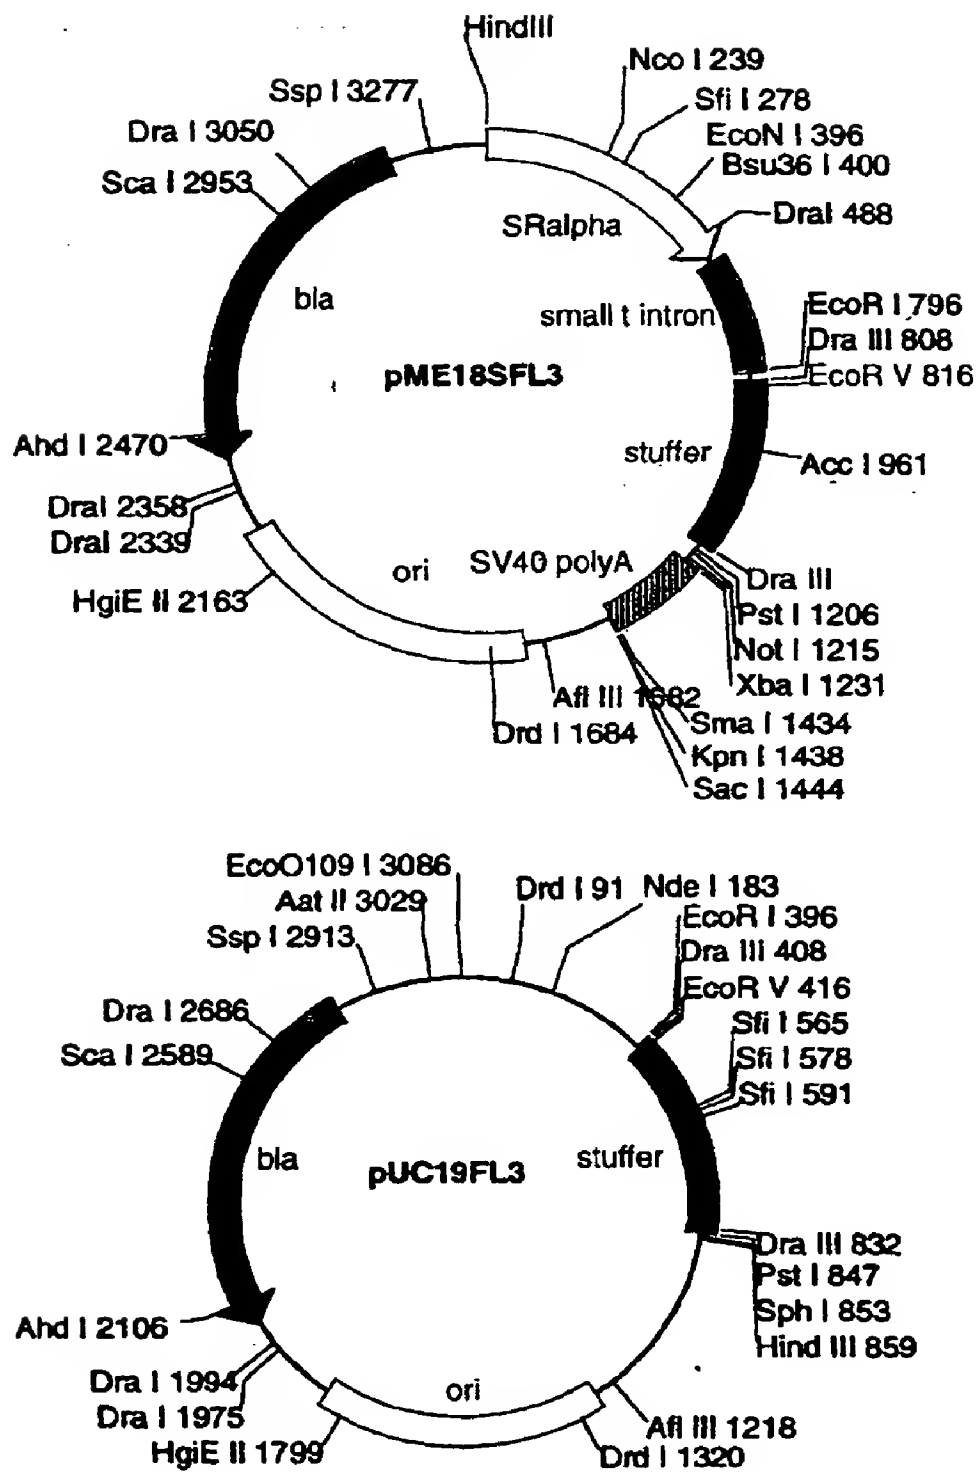 HindIII
Nco I 239
Ssp I 3277
Sfi I 278
Dra I 3050
EcoN I 396
Bsu36 I 400
Sca I 2953
DraI 488
SRalpha
bla
small t intron
EcoR I 796
Dra III 808
EcoR V 816
pME18SFL3
Ahd I 2470
stuffer
Acc I 961
DraI 2358
DraI 2339
ori
SV40 polyA
Dra III
HgiE II 2163
Pst I 1206
Not I 1215
Xba I 1231
Afl III 1682
Sma I 1434
Drd I 1684
Kpn I 1438
Sac I 1444
EcoO109 I 3086
Drd I 91
Nde I 183
Aat II 3029
EcoR I 396
Ssp I 2913
Dra III 408
EcoR V 416
Dra I 2686
Sfi I 565
Sca I 2589
Sfi I 578
Sfi I 591
bla
pUC19FL3
stuffer
Dra III 832
Pst I 847
Sph I 853
Ahd I 2106
Hind III 859
Dra I 1994
ori
Dra I 1975
Afl III 1218
HgiE II 1799
Drd I 1320